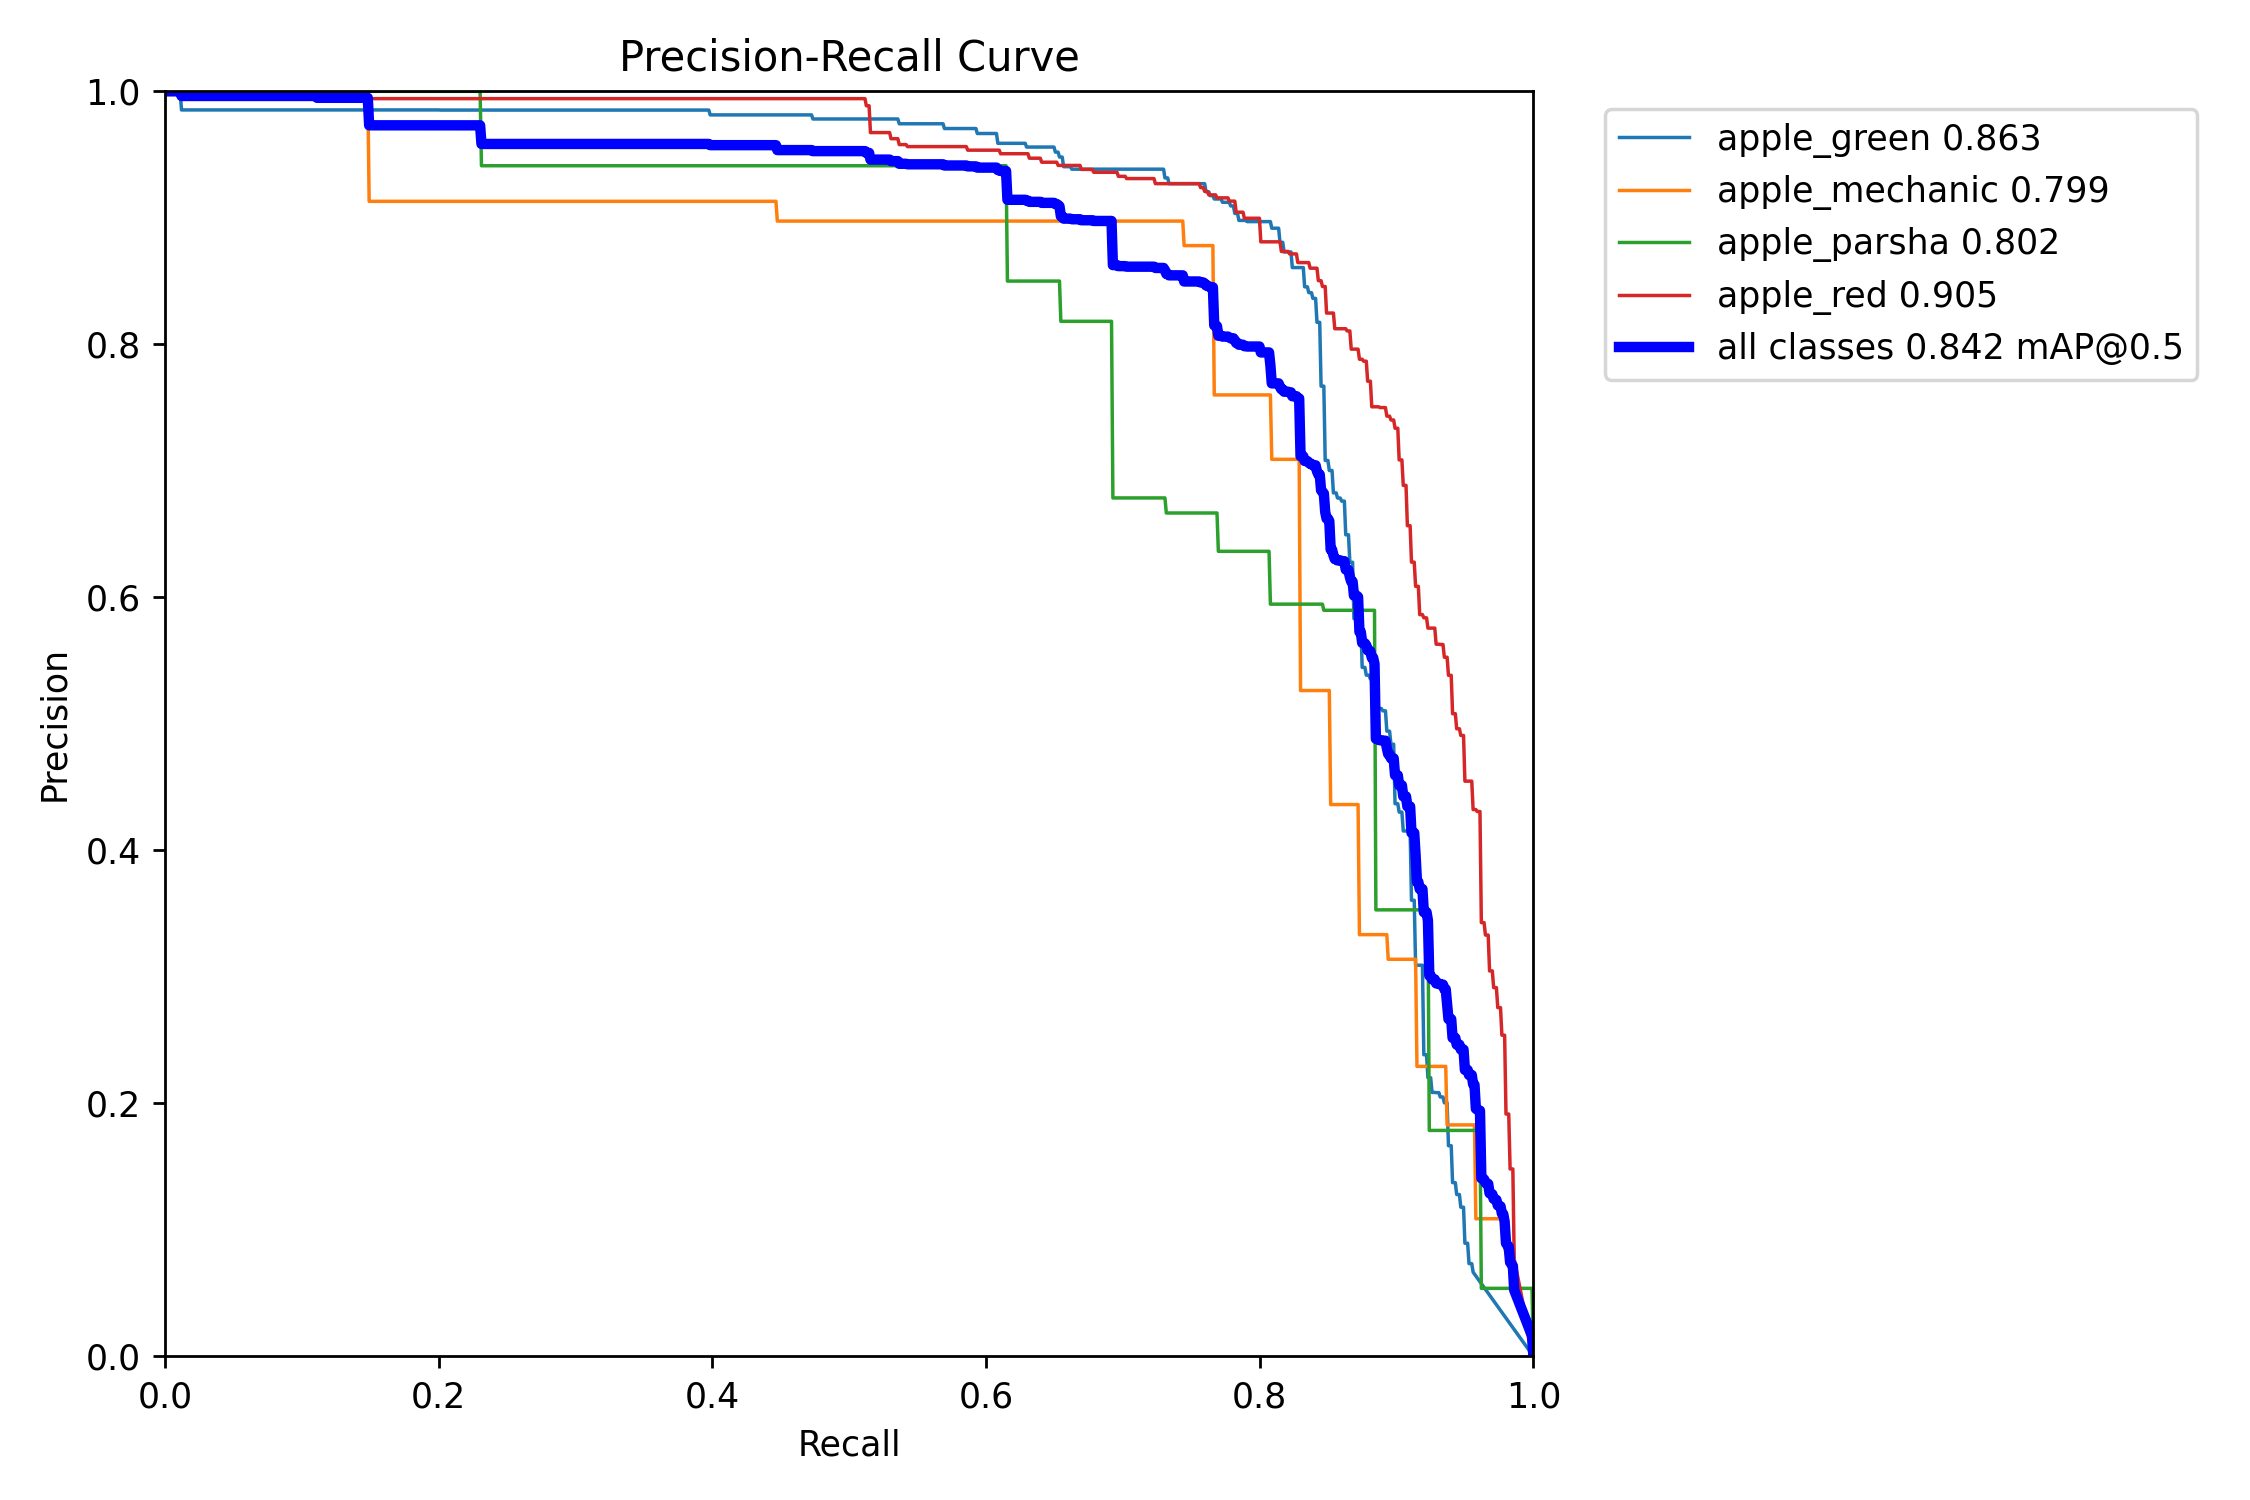 Precision-Recall Curve
1.0
0.8
0.6
0.4
0.2
0.0
Precision
0.0 0.2 0.4 0.6 0.8 1.0
Recall
apple_green 0.863
apple_mechanic 0.799
apple_parsha 0.802
apple_red 0.905
all classes 0.842 mAP@0.5